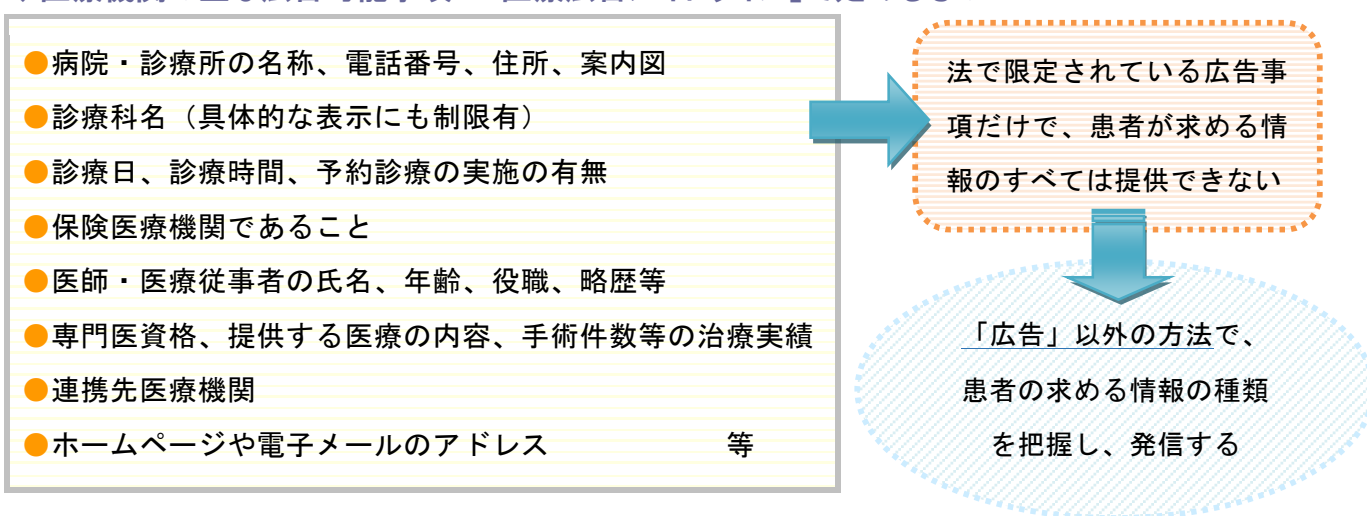 ●病院・診療所の名称、電話番号、住所、案内図
●診療科名（具体的な表示にも制限有）
●診療日、診療時間、予約診療の実施の有無
●保険医療機関であること
●医師・医療従事者の氏名、年齢、役職、略歴等
●専門医資格、提供する医療の内容、手術件数等の治療実績
●連携先医療機関
●ホームページや電子メールのアドレス　　　　　　　等
法で限定されている広告事
項だけで、患者が求める情
報のすべては提供できない
「広告」以外の方法で、
患者の求める情報の種類
を把握し、発信する